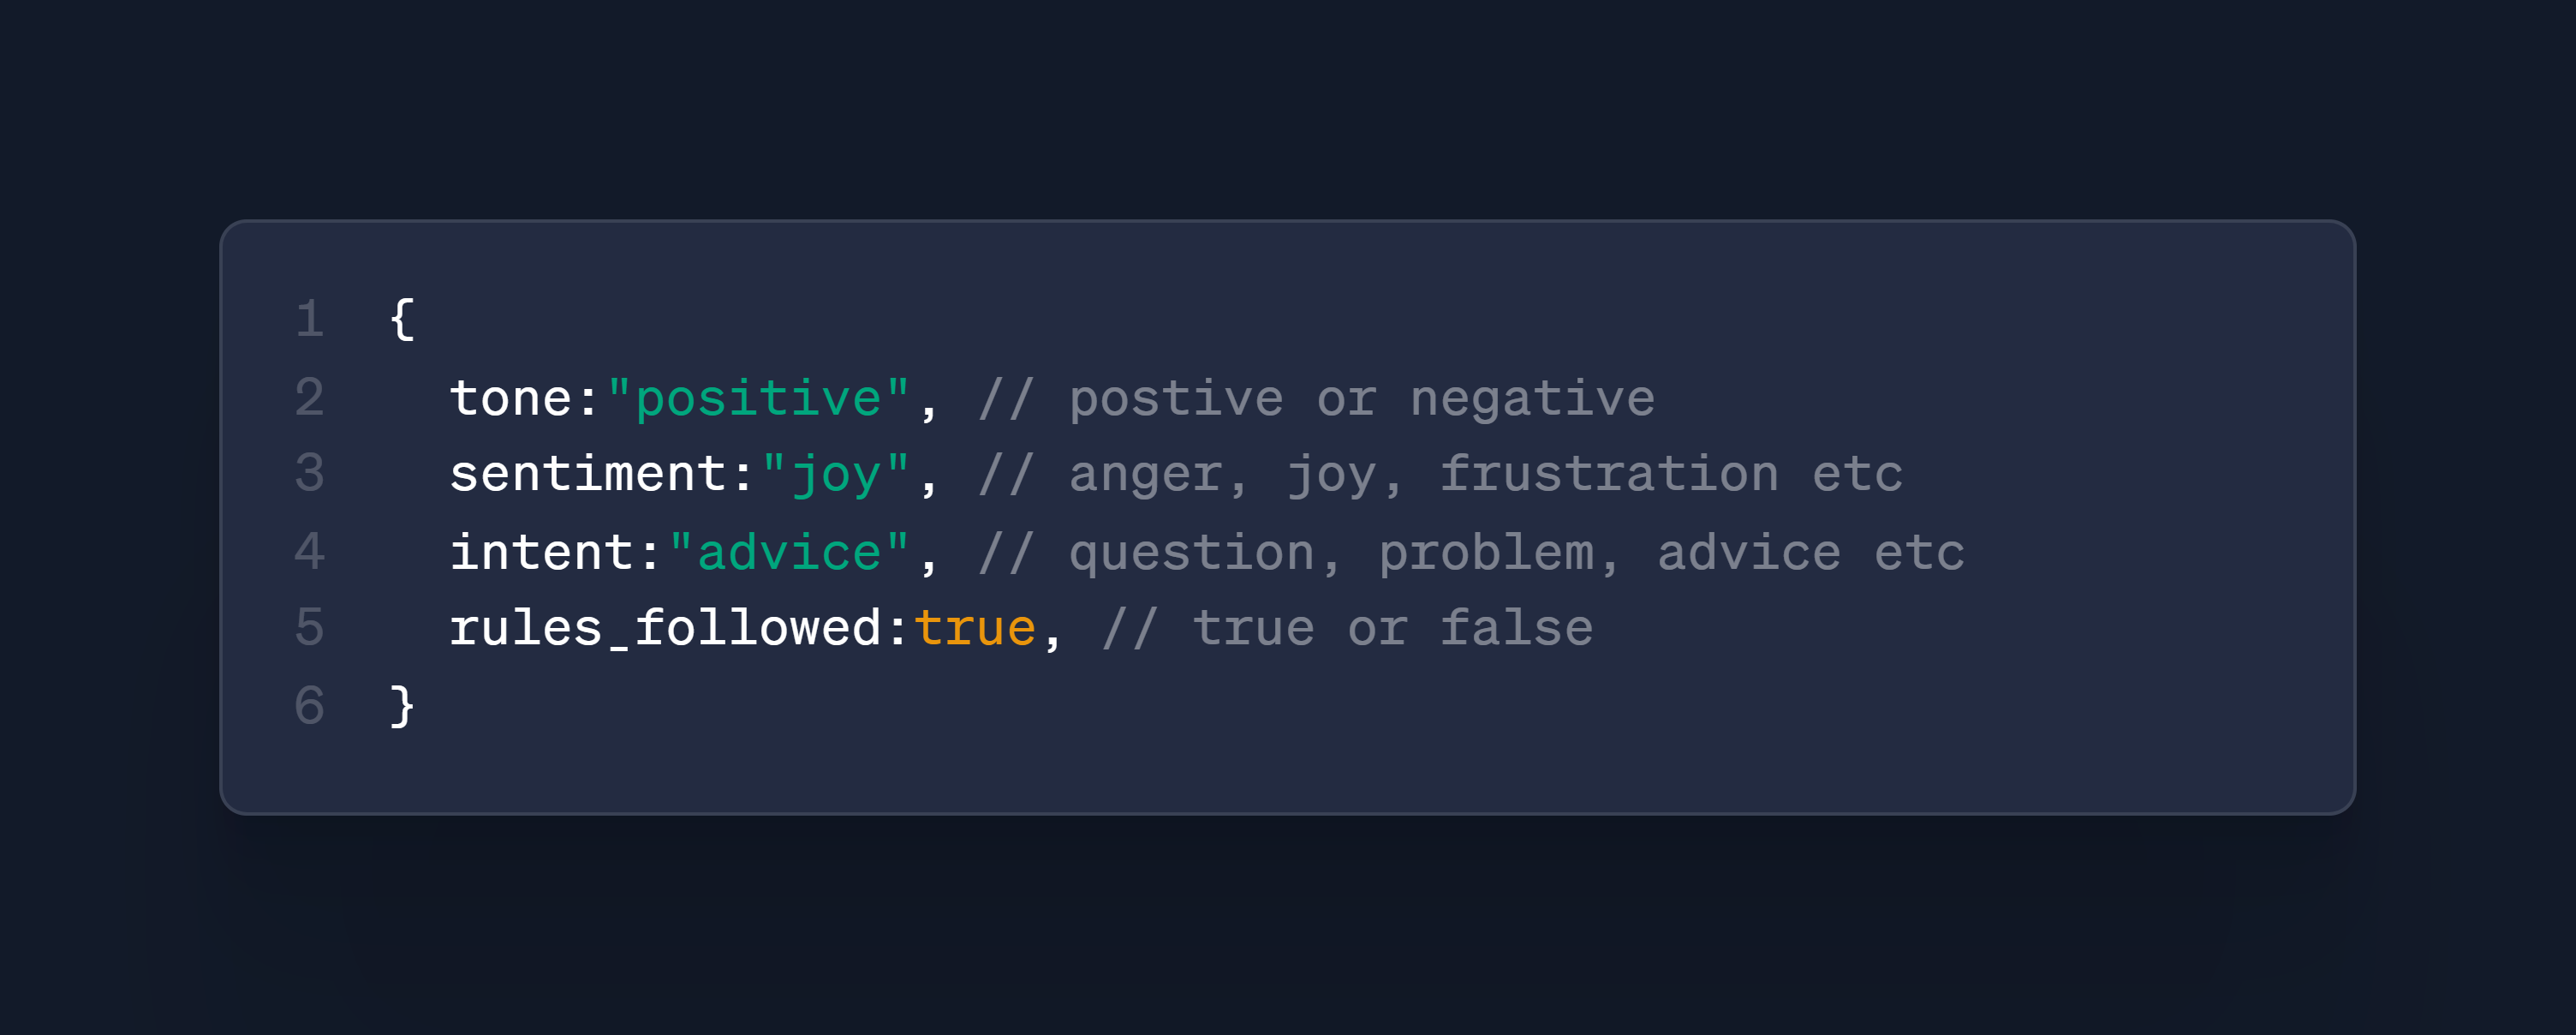 1 {
2 tone:"positive", // postive or negative
3 sentiment:"joy", // anger, joy, frustration etc
4 intent:"advice", // question, problem, advice etc
5 rules_followed:true, // true or false
6 }